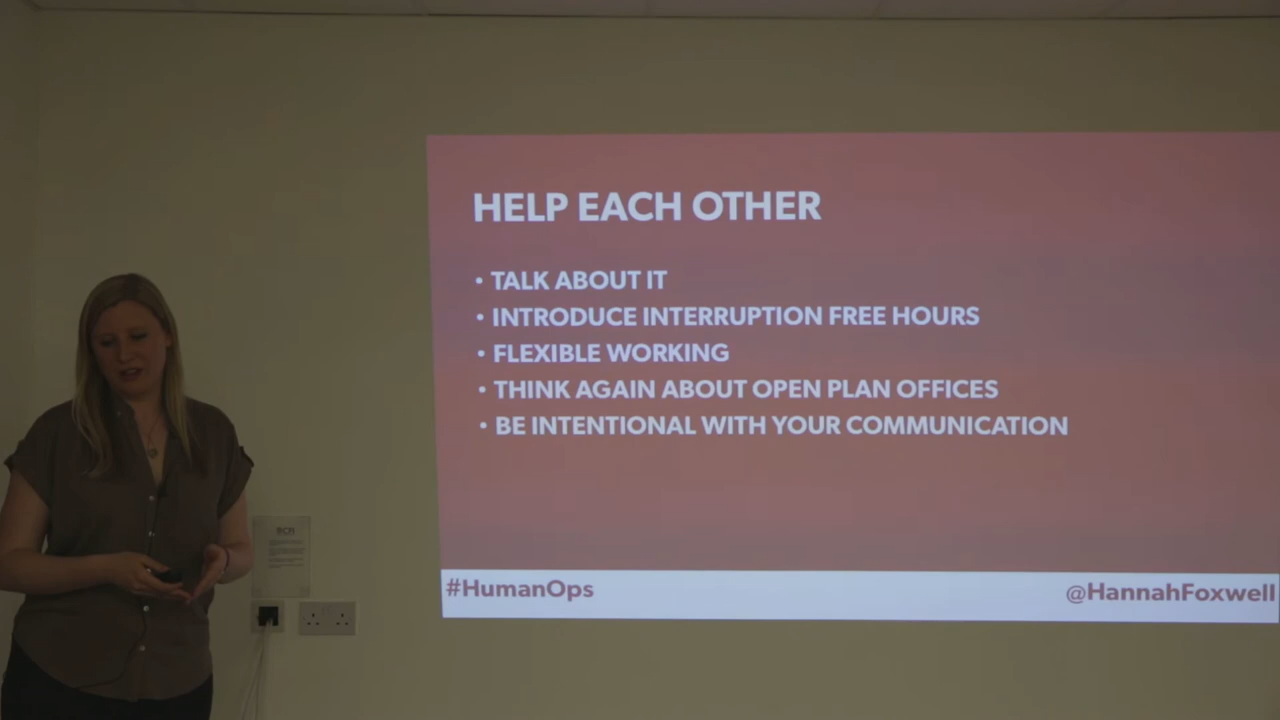 HELP EACH OTHER
• TALK ABOUT IT
• INTRODUCE INTERRUPTION FREE HOURS
• FLEXIBLE WORKING
• THINK AGAIN ABOUT OPEN PLAN OFFICES
• BE INTENTIONAL WITH YOUR COMMUNICATION
#HumanOps
@HannahFoxwell